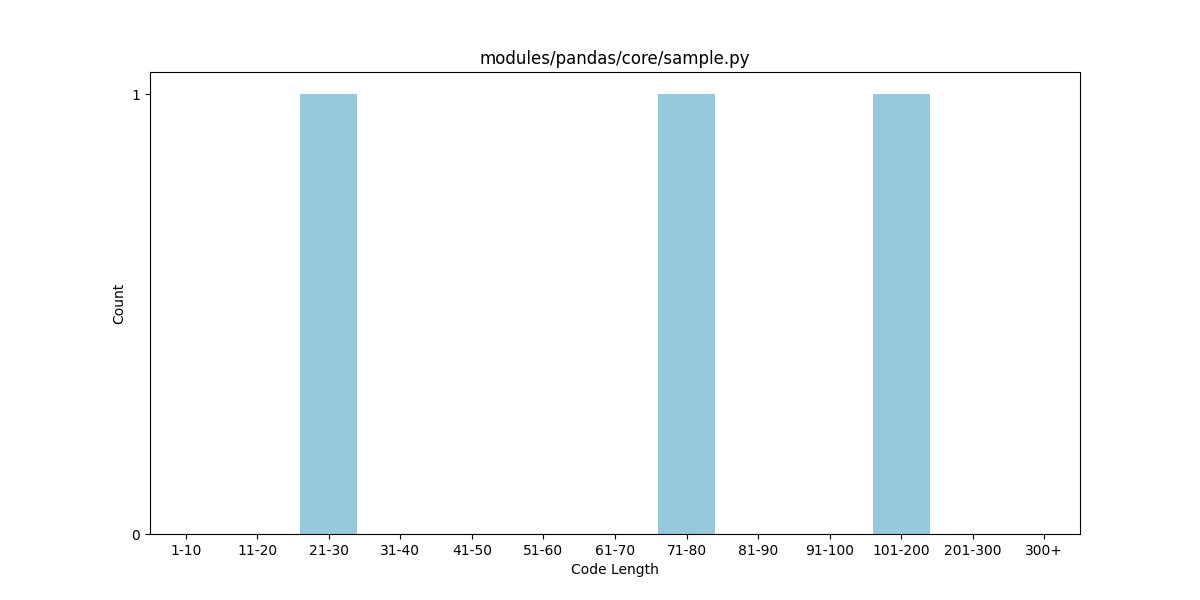 modules/pandas/core/sample.py
1
Count
0
1-10 11-20 21-30 31-40 41-50 51-60 61-70 71-80 81-90 91-100 101-200 201-300 300+
Code Length